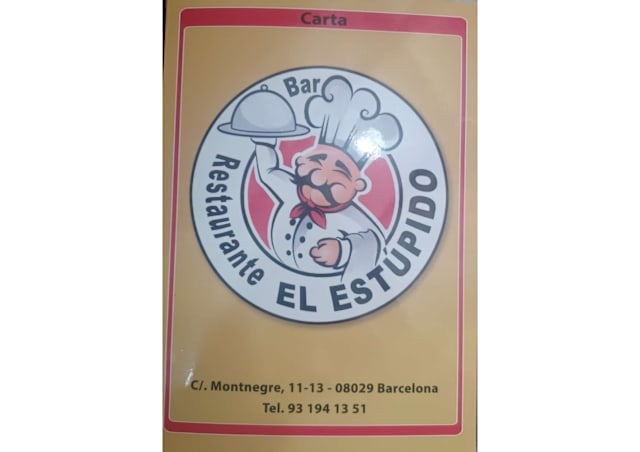 Carta
Bar
Restaurante
EL ESTÚPIDO
C/. Montnegre, 11-13 - 08029 Barcelona
Tel. 93 194 13 51